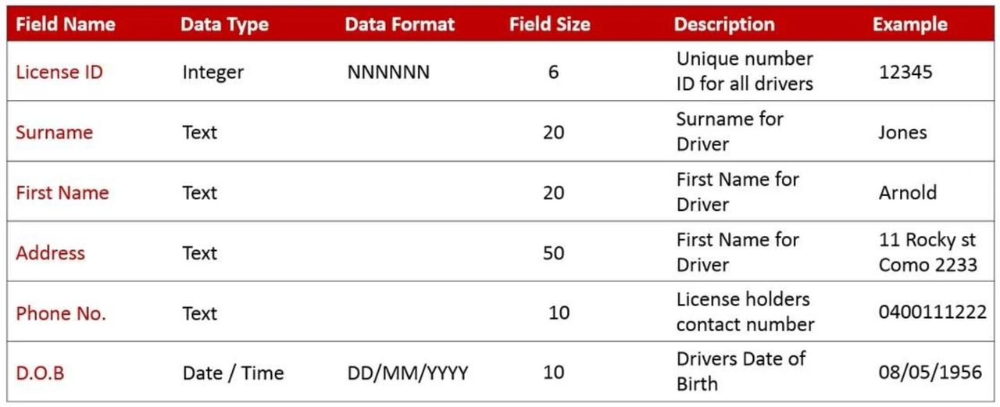 Field Name Data Type Data Format Field Size Description Example
License ID Integer NNNNNN 6 Unique number ID for all drivers 12345
Surname Text 20 Surname for Driver Jones
First Name Text 20 First Name for Driver Arnold
Address Text 50 First Name for Driver 11 Rocky st Como 2233
Phone No. Text 10 License holders contact number 0400111222
D.O.B Date / Time DD/MM/YYYY 10 Drivers Date of Birth 08/05/1956